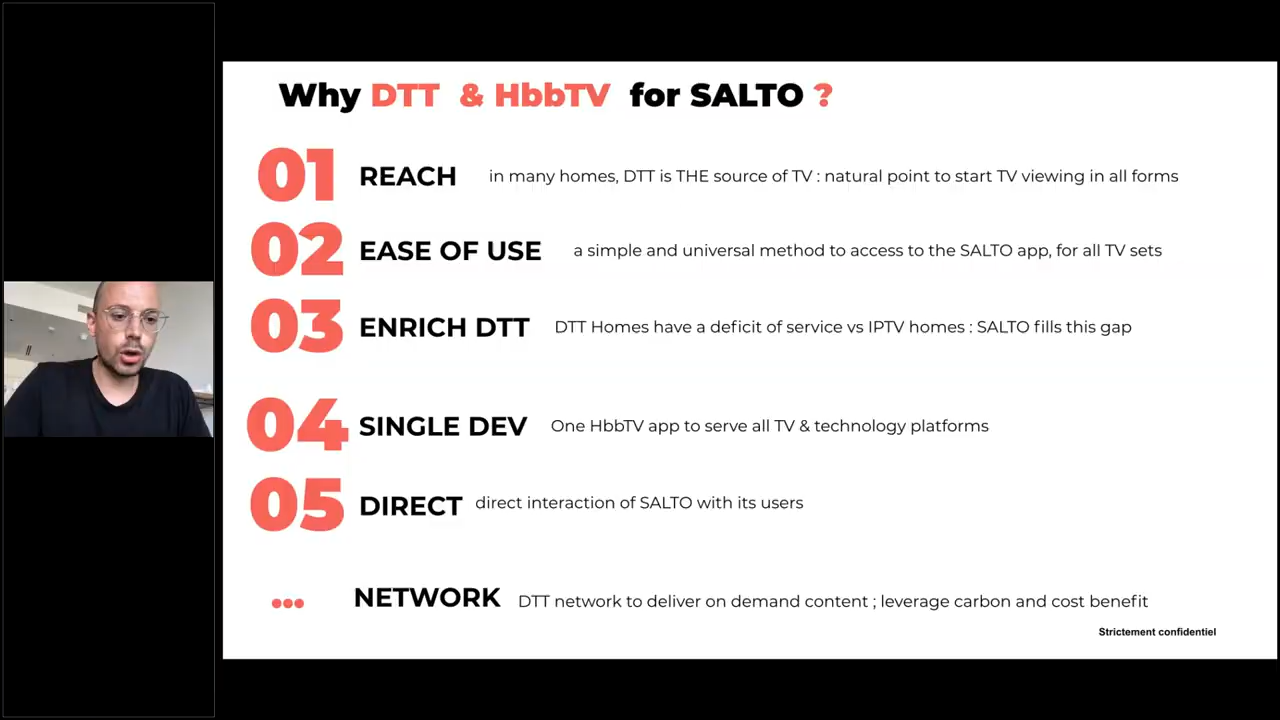 Why DTT & HbbTV for SALTO ?
01 REACH in many homes, DTT is THE source of TV : natural point to start TV viewing in all forms
02 EASE OF USE a simple and universal method to access to the SALTO app, for all TV sets
03 ENRICH DTT DTT Homes have a deficit of service vs IPTV homes : SALTO fills this gap
04 SINGLE DEV One HbbTV app to serve all TV & technology platforms
05 DIRECT direct interaction of SALTO with its users
... NETWORK DTT network to deliver on demand content ; leverage carbon and cost benefit
Strictement confidentiel